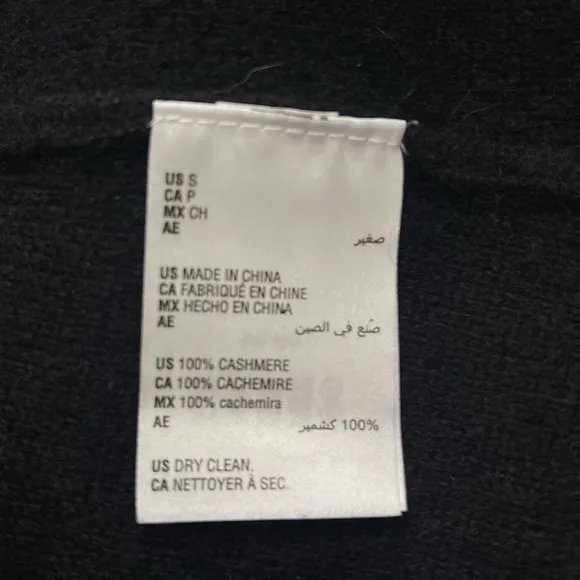 US S
CA P
MX CH
AE
صغير
US MADE IN CHINA
CA FABRIQUÉ EN CHINE
MX HECHO EN CHINA
AE
صُنع في الصين
US 100% CASHMERE
CA 100% CACHEMIRE
MX 100% cachemira
AE
100% كشمير
US DRY CLEAN.
CA NETTOYER À SEC.